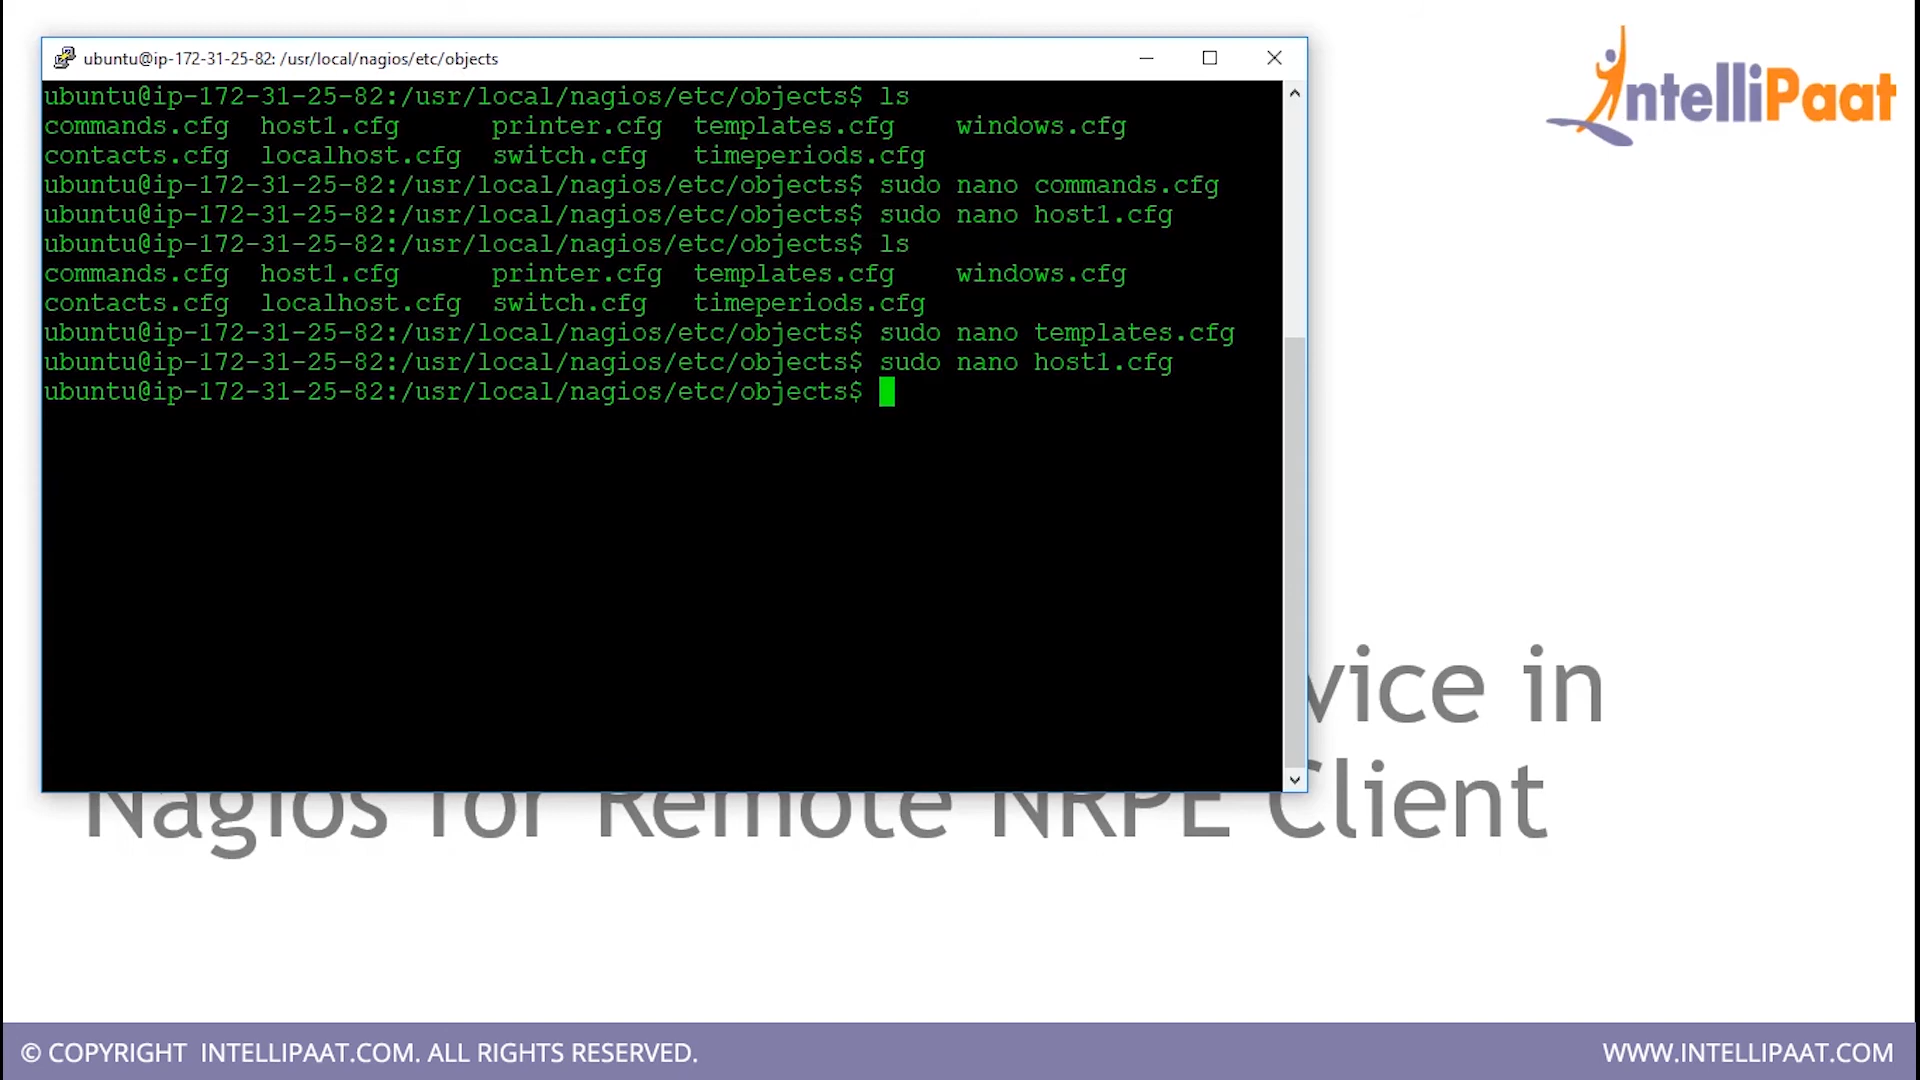 ubuntu@ip-172-31-25-82: /usr/local/nagios/etc/objects
IntelliPaat
ubuntu@ip-172-31-25-82:/usr/local/nagios/etc/objects$ ls
commands.cfg  host1.cfg      printer.cfg  templates.cfg    windows.cfg
contacts.cfg  localhost.cfg  switch.cfg   timeperiods.cfg
ubuntu@ip-172-31-25-82:/usr/local/nagios/etc/objects$ sudo nano commands.cfg
ubuntu@ip-172-31-25-82:/usr/local/nagios/etc/objects$ sudo nano host1.cfg
ubuntu@ip-172-31-25-82:/usr/local/nagios/etc/objects$ ls
commands.cfg  host1.cfg      printer.cfg  templates.cfg    windows.cfg
contacts.cfg  localhost.cfg  switch.cfg   timeperiods.cfg
ubuntu@ip-172-31-25-82:/usr/local/nagios/etc/objects$ sudo nano templates.cfg
ubuntu@ip-172-31-25-82:/usr/local/nagios/etc/objects$ sudo nano host1.cfg
ubuntu@ip-172-31-25-82:/usr/local/nagios/etc/objects$
in
Nagios for Remote NRPE Client
© COPYRIGHT INTELLIPAAT.COM. ALL RIGHTS RESERVED.
WWW.INTELLIPAAT.COM